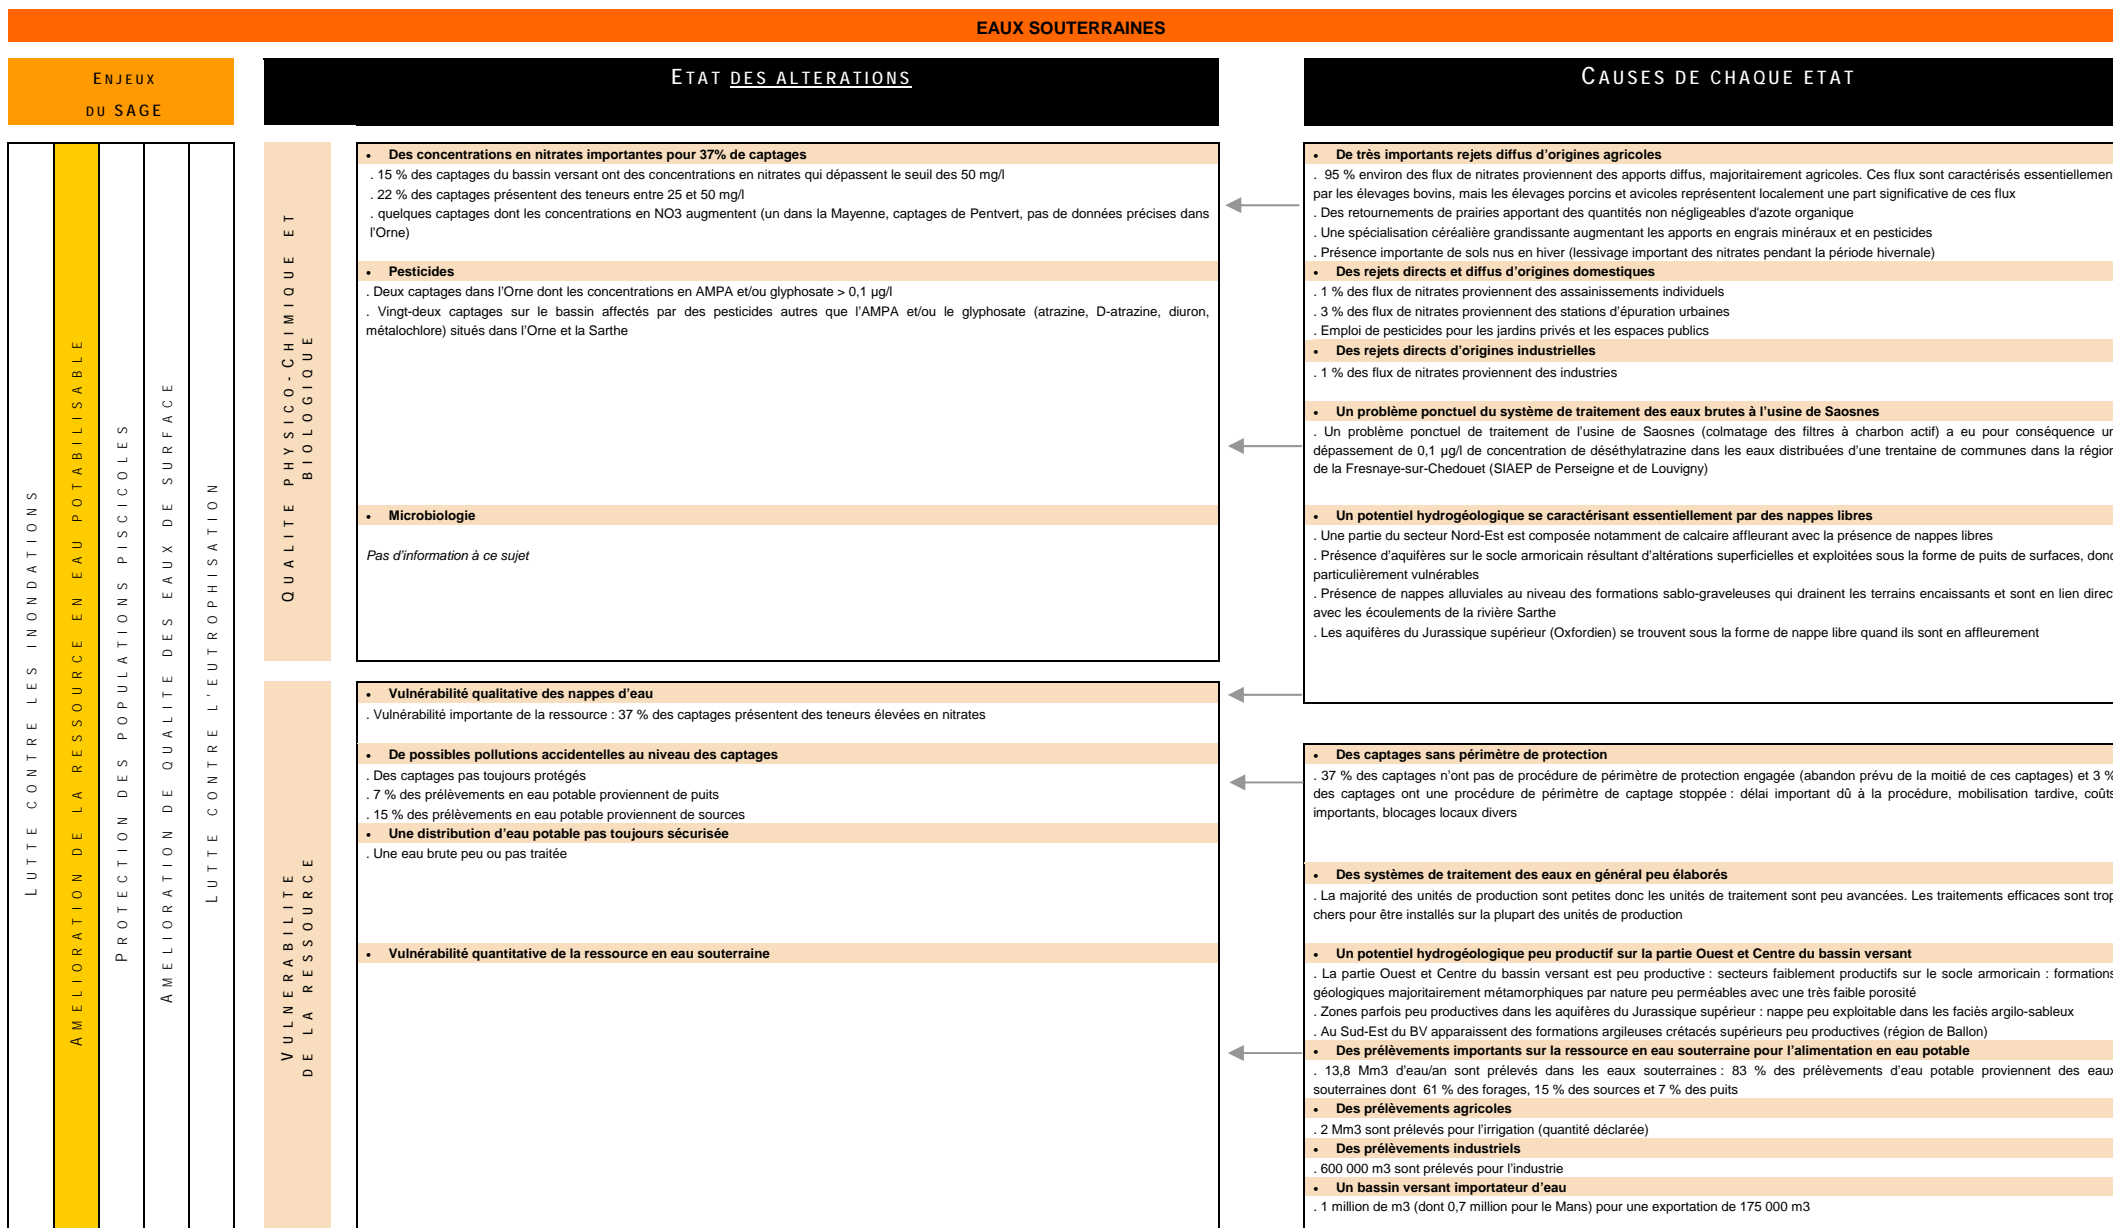 EAUX SOUTERRAINES
ENJEUX
DU SAGE
ETAT DES ALTERATIONS
CAUSES DE CHAQUE ETAT
LUTTE CONTRE LES INONDATIONS
AMELIORATION DE LA RESSOURCE EN EAU POTABILISABLE
PROTECTION DES POPULATIONS PISCICOLES
AMELIORATION DE QUALITE DES EAUX DE SURFACE
LUTTE CONTRE L'EUTROPHISATION
QUALITE PHYSICO-CHIMIQUE ET
BIOLOGIQUE
• Des concentrations en nitrates importantes pour 37% de captages
. 15 % des captages du bassin versant ont des concentrations en nitrates qui dépassent le seuil des 50 mg/l
. 22 % des captages présentent des teneurs entre 25 et 50 mg/l
. quelques captages dont les concentrations en NO3 augmentent (un dans la Mayenne, captages de Pentvert, pas de données précises dans
l'Orne)
• Pesticides
. Deux captages dans l'Orne dont les concentrations en AMPA et/ou glyphosate > 0,1 µg/l
. Vingt-deux captages sur le bassin affectés par des pesticides autres que l'AMPA et/ou le glyphosate (atrazine, D-atrazine, diuron,
métalochlore) situés dans l'Orne et la Sarthe
• Microbiologie
Pas d'information à ce sujet
• De très importants rejets diffus d'origines agricoles
. 95 % environ des flux de nitrates proviennent des apports diffus, majoritairement agricoles. Ces flux sont caractérisés essentiellemen
par les élevages bovins, mais les élevages porcins et avicoles représentent localement une part significative de ces flux
. Des retournements de prairies apportant des quantités non négligeables d'azote organique
. Une spécialisation céréalière grandissante augmentant les apports en engrais minéraux et en pesticides
. Présence importante de sols nus en hiver (lessivage important des nitrates pendant la période hivernale)
• Des rejets directs et diffus d'origines domestiques
. 1 % des flux de nitrates proviennent des assainissements individuels
. 3 % des flux de nitrates proviennent des stations d'épuration urbaines
. Emploi de pesticides pour les jardins privés et les espaces publics
• Des rejets directs d'origines industrielles
. 1 % des flux de nitrates proviennent des industries
• Un problème ponctuel du système de traitement des eaux brutes à l'usine de Saosnes
. Un problème ponctuel de traitement de l'usine de Saosnes (colmatage des filtres à charbon actif) a eu pour conséquence un
dépassement de 0,1 µg/l de concentration de déséthylatrazine dans les eaux distribuées d'une trentaine de communes dans la région
de la Fresnaye-sur-Chedouet (SIAEP de Perseigne et de Louvigny)
• Un potentiel hydrogéologique se caractérisant essentiellement par des nappes libres
. Une partie du secteur Nord-Est est composée notamment de calcaire affleurant avec la présence de nappes libres
. Présence d'aquifères sur le socle armoricain résultant d'altérations superficielles et exploitées sous la forme de puits de surfaces, donc
particulièrement vulnérables
. Présence de nappes alluviales au niveau des formations sablo-graveleuses qui drainent les terrains encaissants et sont en lien direc
avec les écoulements de la rivière Sarthe
. Les aquifères du Jurassique supérieur (Oxfordien) se trouvent sous la forme de nappe libre quand ils sont en affleurement
VULNERABILITE
DE LA RESSOURCE
• Vulnérabilité qualitative des nappes d'eau
. Vulnérabilité importante de la ressource : 37 % des captages présentent des teneurs élevées en nitrates
• De possibles pollutions accidentelles au niveau des captages
. Des captages pas toujours protégés
. 7 % des prélèvements en eau potable proviennent de puits
. 15 % des prélèvements en eau potable proviennent de sources
• Une distribution d'eau potable pas toujours sécurisée
. Une eau brute peu ou pas traitée
• Vulnérabilité quantitative de la ressource en eau souterraine
• Des captages sans périmètre de protection
. 37 % des captages n'ont pas de procédure de périmètre de protection engagée (abandon prévu de la moitié de ces captages) et 3 %
des captages ont une procédure de périmètre de captage stoppée : délai important dû à la procédure, mobilisation tardive, coûts
importants, blocages locaux divers
• Des systèmes de traitement des eaux en général peu élaborés
. La majorité des unités de production sont petites donc les unités de traitement sont peu avancées. Les traitements efficaces sont trop
chers pour être installés sur la plupart des unités de production
• Un potentiel hydrogéologique peu productif sur la partie Ouest et Centre du bassin versant
. La partie Ouest et Centre du bassin versant est peu productive : secteurs faiblement productifs sur le socle armoricain : formations
géologiques majoritairement métamorphiques par nature peu perméables avec une très faible porosité
. Zones parfois peu productives dans les aquifères du Jurassique supérieur : nappe peu exploitable dans les faciès argilo-sableux
. Au Sud-Est du BV apparaissent des formations argileuses crétacés supérieurs peu productives (région de Ballon)
• Des prélèvements importants sur la ressource en eau souterraine pour l'alimentation en eau potable
. 13,8 Mm3 d'eau/an sont prélevés dans les eaux souterraines : 83 % des prélèvements d'eau potable proviennent des eaux
souterraines dont 61 % des forages, 15 % des sources et 7 % des puits
• Des prélèvements agricoles
. 2 Mm3 sont prélevés pour l'irrigation (quantité déclarée)
• Des prélèvements industriels
. 600 000 m3 sont prélevés pour l'industrie
• Un bassin versant importateur d'eau
. 1 million de m3 (dont 0,7 million pour le Mans) pour une exportation de 175 000 m3